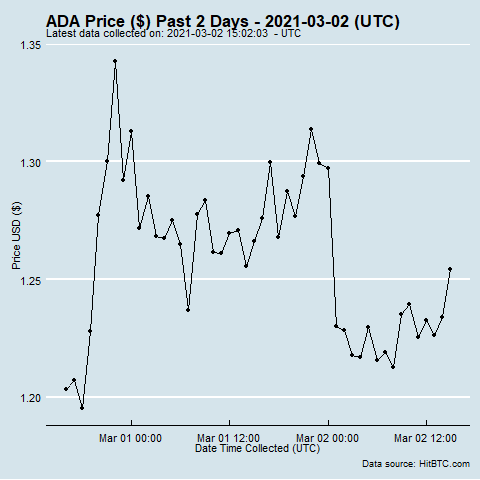 ADA Price ($) Past 2 Days - 2021-03-02 (UTC)
Latest data collected on: 2021-03-02 15:02:03 - UTC
1.35
1.30
1.25
1.20
Price USD ($)
Mar 01 00:00 Mar 01 12:00 Mar 02 00:00 Mar 02 12:00
Date Time Collected (UTC)
Data source: HitBTC.com